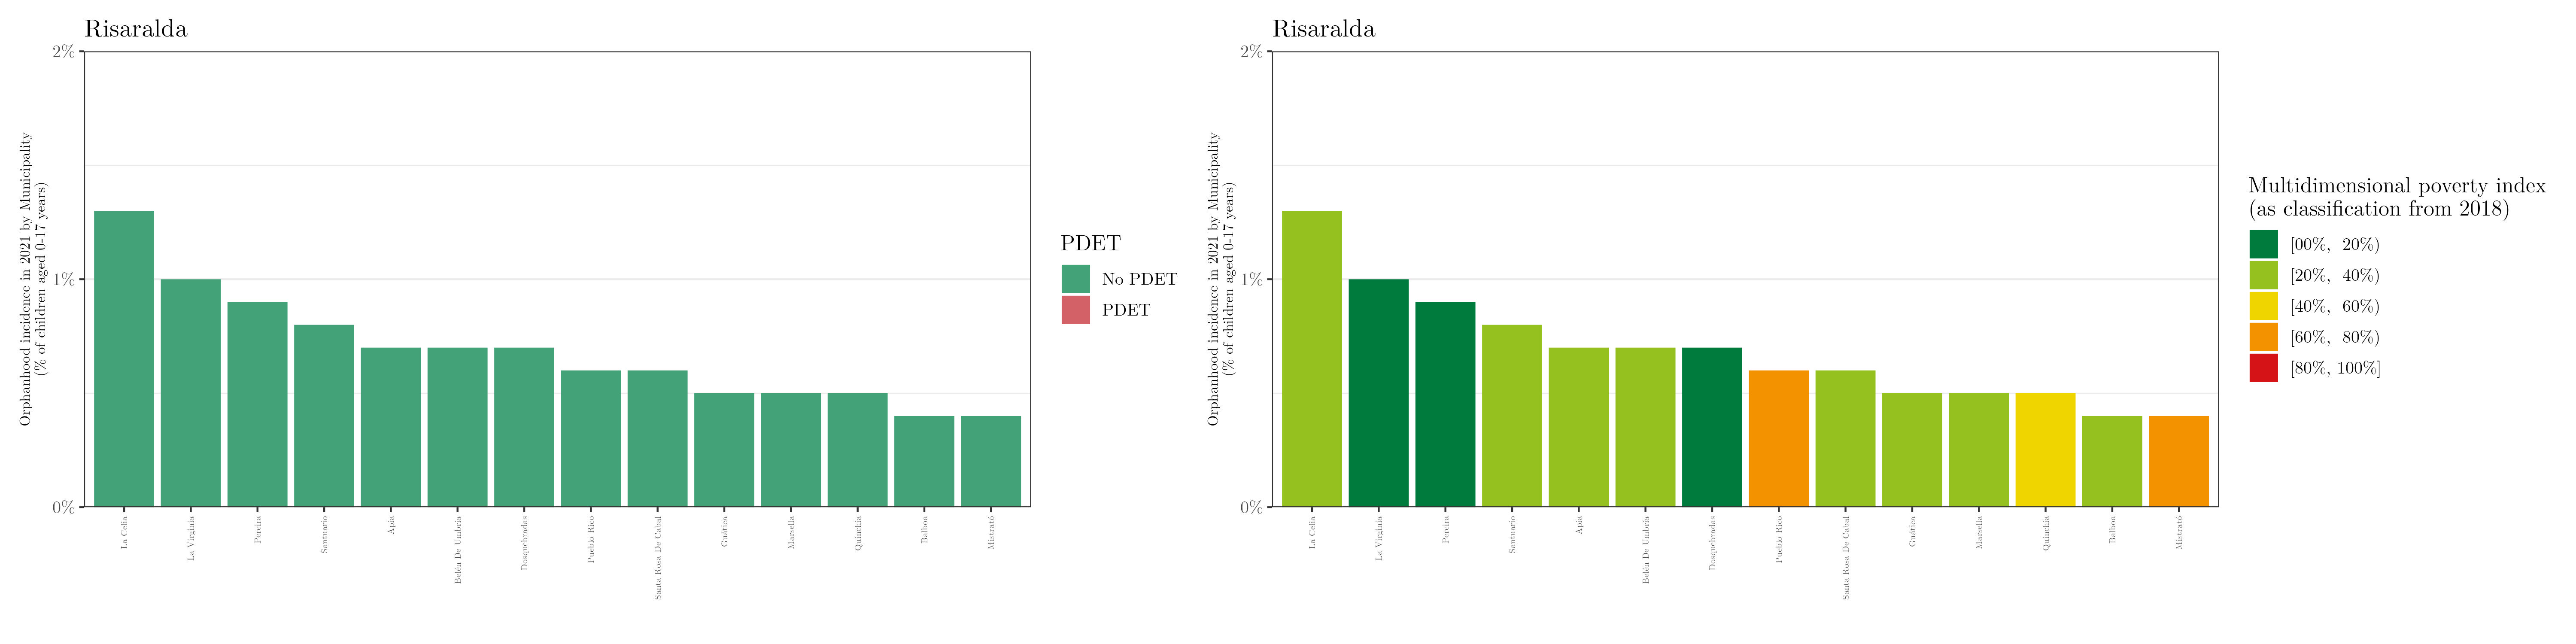 Risaralda
2%
1%
0%
Orphanhood incidence in 2021 by Municipality
(% of children aged 0-17 years)
La Celia
La Virginia
Pereira
Santuario
Apía
Belén De Umbría
Dosquebradas
Pueblo Rico
Santa Rosa De Cabal
Guática
Marsella
Quinchía
Balboa
Mistrató
PDET
No PDET
PDET
Risaralda
2%
1%
0%
Orphanhood incidence in 2021 by Municipality
(% of children aged 0-17 years)
La Celia
La Virginia
Pereira
Santuario
Apía
Belén De Umbría
Dosquebradas
Pueblo Rico
Santa Rosa De Cabal
Guática
Marsella
Quinchía
Balboa
Mistrató
Multidimensional poverty index
(as classification from 2018)
[00%, 20%)
[20%, 40%)
[40%, 60%)
[60%, 80%)
[80%, 100%]